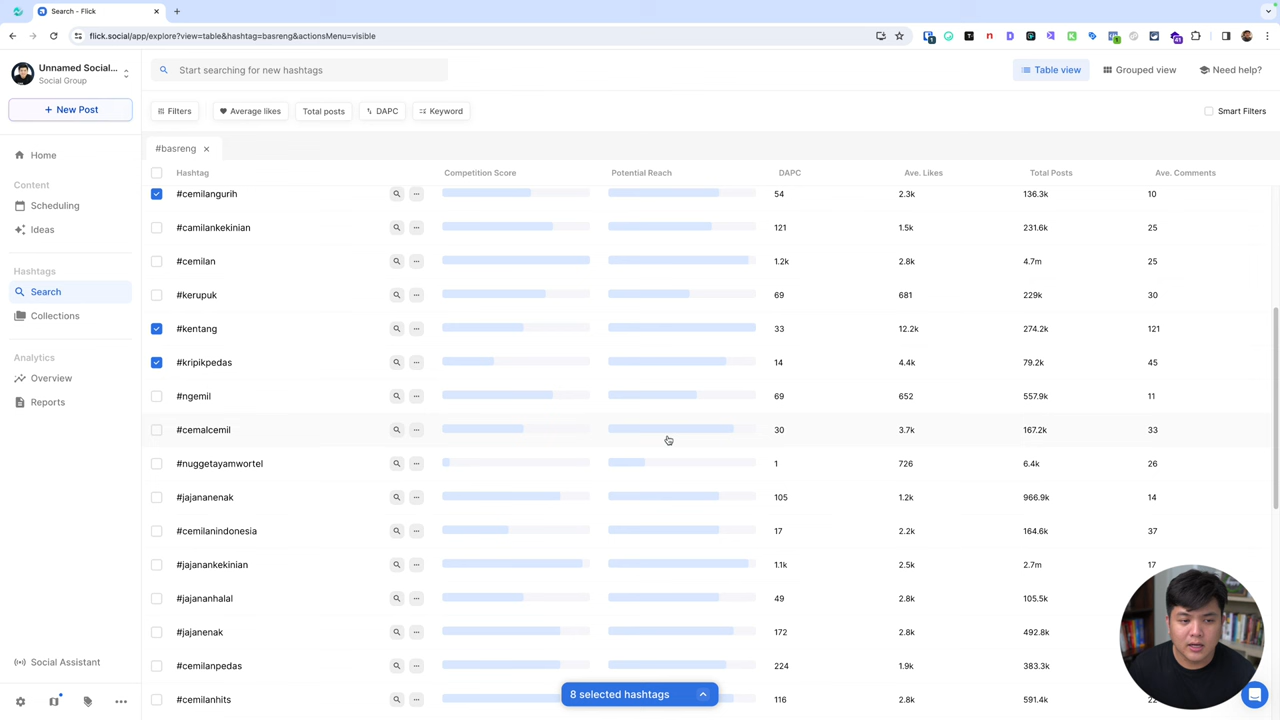 Search - Flick
flick.social/app/explore?view=table&hashtag=basreng&actionsMenu=visible
Unnamed Social...
Social Group
Start searching for new hashtags
Table view
Grouped view
Need help?
+ New Post
Filters
Average likes
Total posts
DAPC
Keyword
Smart Filters
Home
Content
Scheduling
Ideas
Hashtags
Search
Collections
Analytics
Overview
Reports
Social Assistant
#basreng
Hashtag Competition Score Potential Reach DAPC Ave. Likes Total Posts Ave. Comments
#cemilangurih 54 2.3k 136.3k 10
#camilankekinian 121 1.5k 231.6k 25
#cemilan 1.2k 2.8k 4.7m 25
#kerupuk 69 681 229k 30
#kentang 33 12.2k 274.2k 121
#kripikpedas 14 4.4k 79.2k 45
#ngemil 69 652 557.9k 11
#cemalcemil 30 3.7k 167.2k 33
#nuggetayamwortel 1 726 6.4k 26
#jajananenak 105 1.2k 966.9k 14
#cemilanindonesia 17 2.2k 164.6k 37
#jajanankekinian 1.1k 2.5k 2.7m 17
#jajananhalal 49 2.8k 105.5k
#jajanenak 172 2.8k 492.8k
#cemilanpedas 224 1.9k 383.3k
#cemilanhits 116 2.8k 591.4k
8 selected hashtags